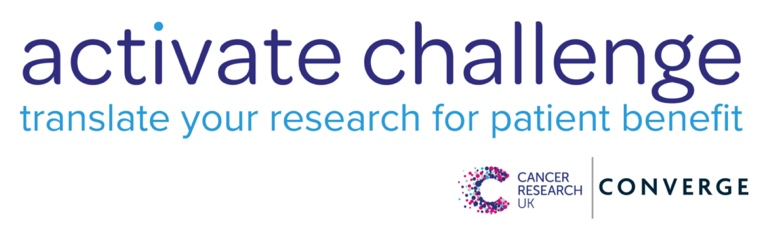 activate challenge
translate your research for patient benefit
CANCER
RESEARCH
UK
CONVERGE